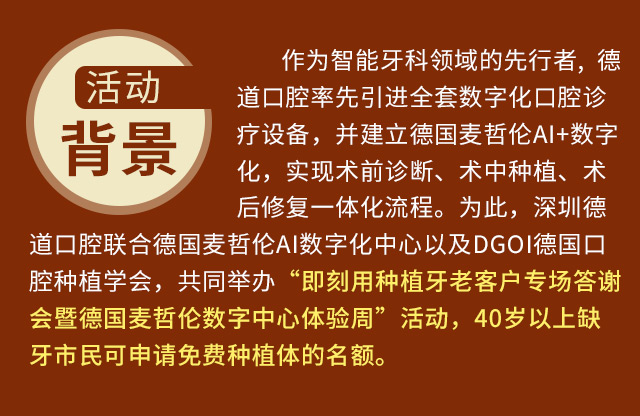 活动
背景
作为智能牙科领域的先行者，德
道口腔率先引进全套数字化口腔诊
疗设备，并建立德国麦哲伦AI+数字
化，实现术前诊断、术中种植、术
后修复一体化流程。为此，深圳德
道口腔联合德国麦哲伦AI数字化中心以及DGOI德国口
腔种植学会，共同举办“即刻用种植牙老客户专场答谢
会暨德国麦哲伦数字中心体验周”活动，40岁以上缺
牙市民可申请免费种植体的名额。